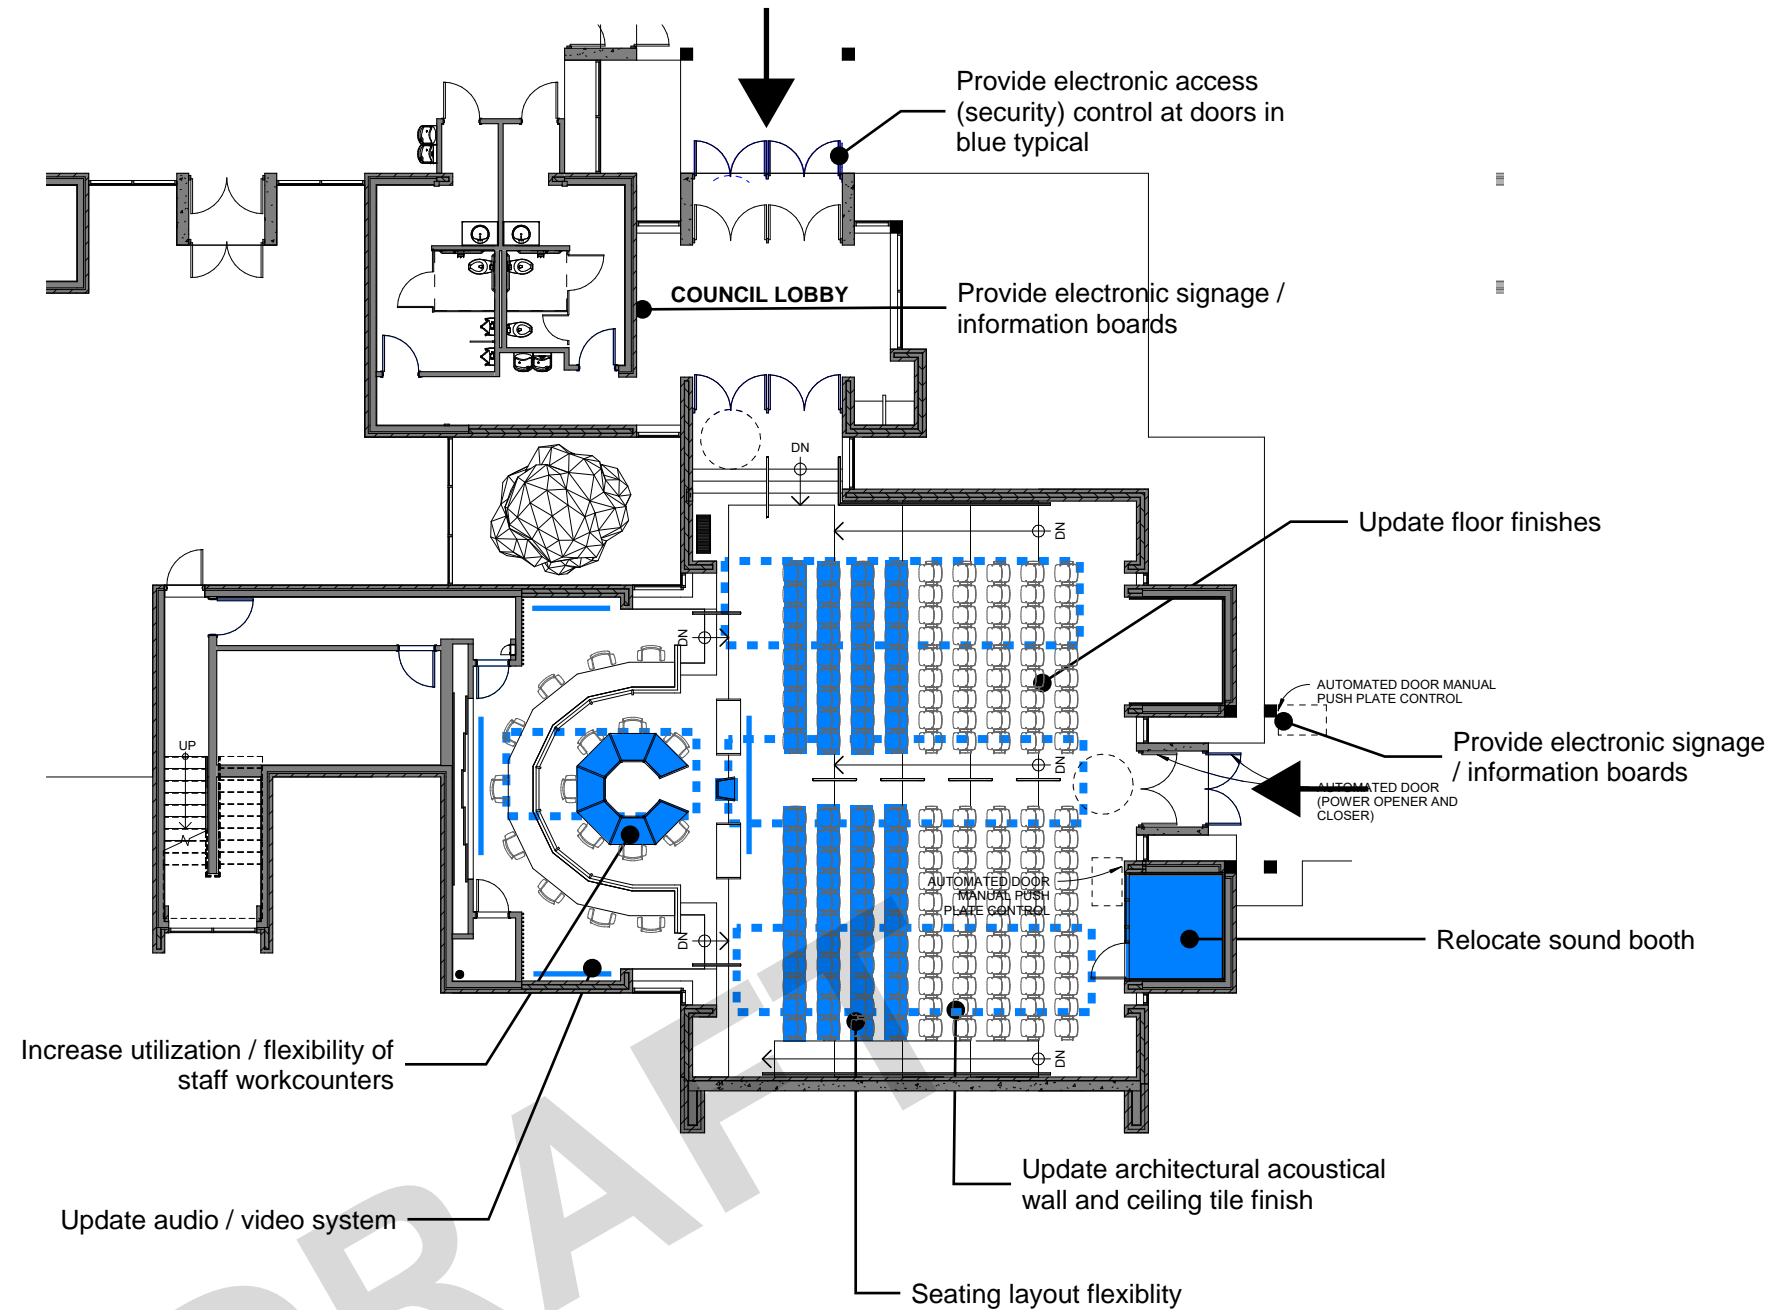 Provide electronic access
(security) control at doors in
blue typical
COUNCIL LOBBY
Provide electronic signage /
information boards
DN
DN
Update floor finishes
DN
AUTOMATED DOOR MANUAL
PUSH PLATE CONTROL
Provide electronic signage
/ information boards
UP
DN
AUTOMATED DOOR
(POWER OPENER AND
CLOSER)
AUTOMATED DOOR
MANUAL PUSH
PLATE CONTROL
DN
Relocate sound booth
Increase utilization / flexibility of
staff workcounters
DN
Update architectural acoustical
wall and ceiling tile finish
Update audio / video system
Seating layout flexiblity
DRAFT